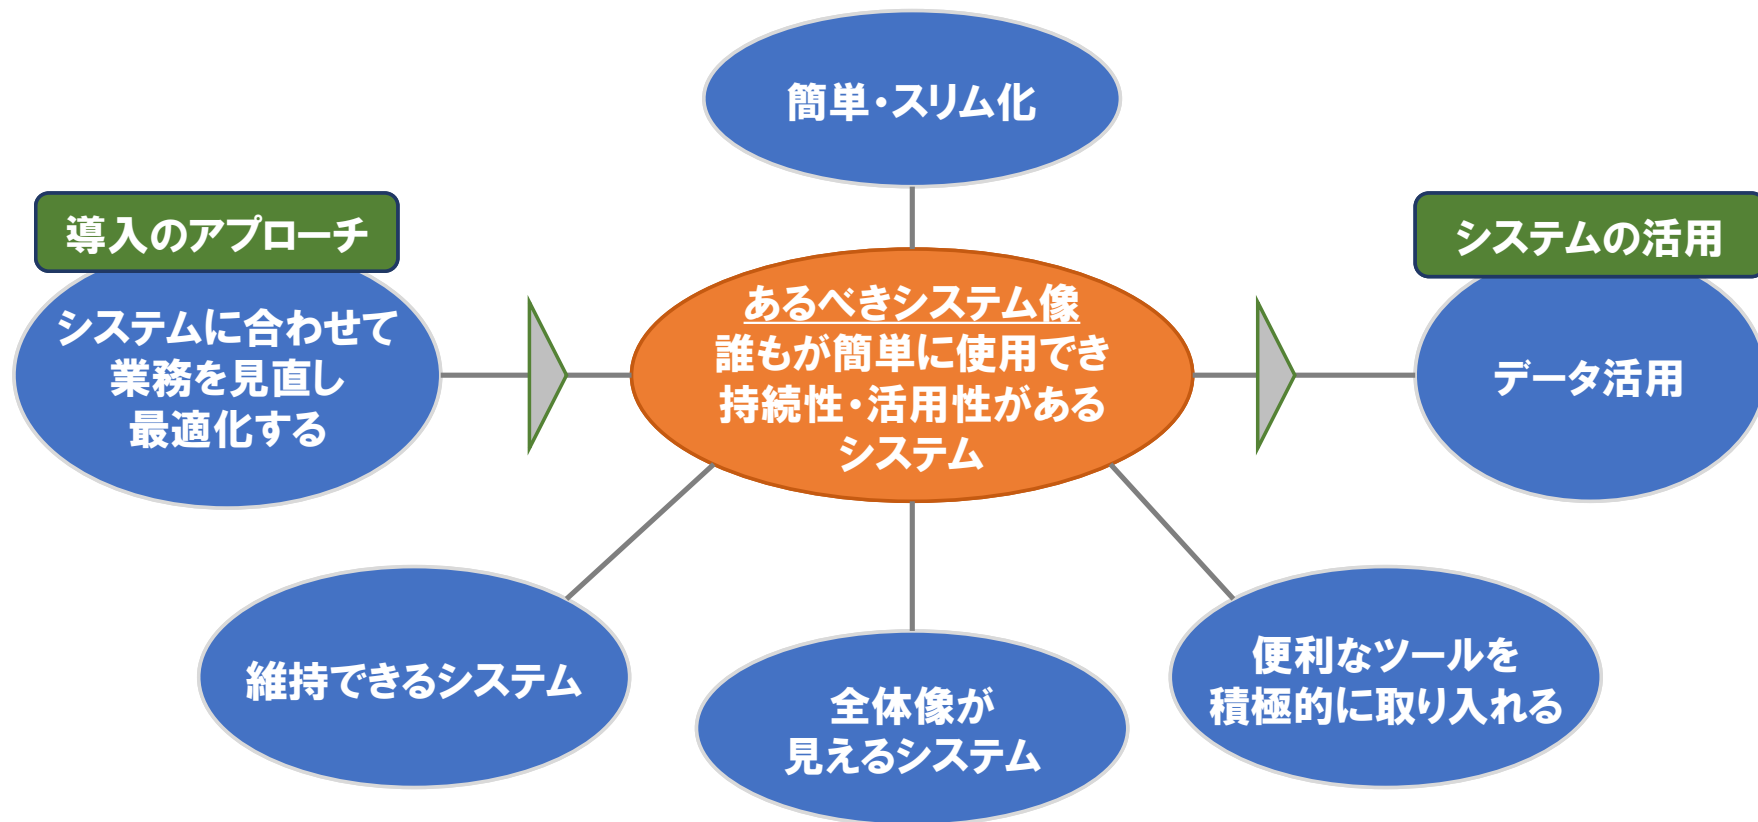 簡単・スリム化
導入のアプローチ
システムに合わせて
業務を見直し
最適化する
あるべきシステム像
誰もが簡単に使用でき
持続性・活用性がある
システム
システムの活用
データ活用
維持できるシステム
全体像が
見えるシステム
便利なツールを
積極的に取り入れる